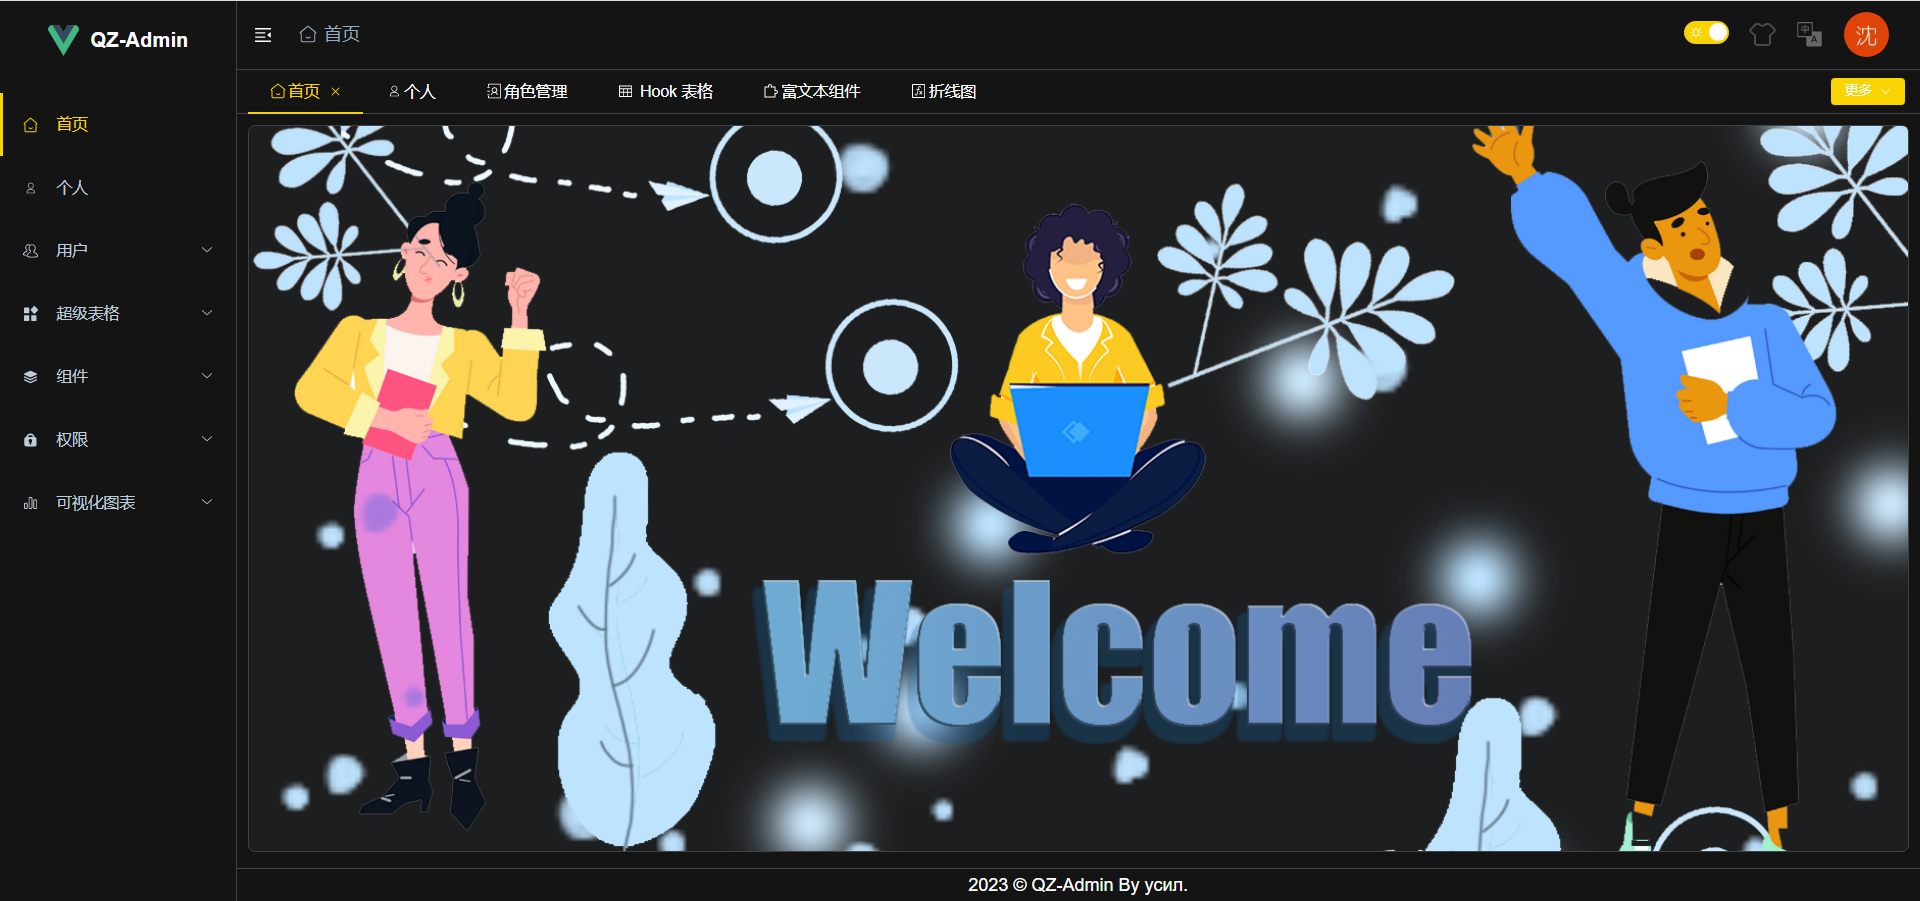 QZ-Admin
首页
沈
首页
个人
角色管理
Hook 表格
富文本组件
折线图
更多
首页
个人
用户
超级表格
组件
权限
可视化图表
Welcome
2023 © QZ-Admin By усил.